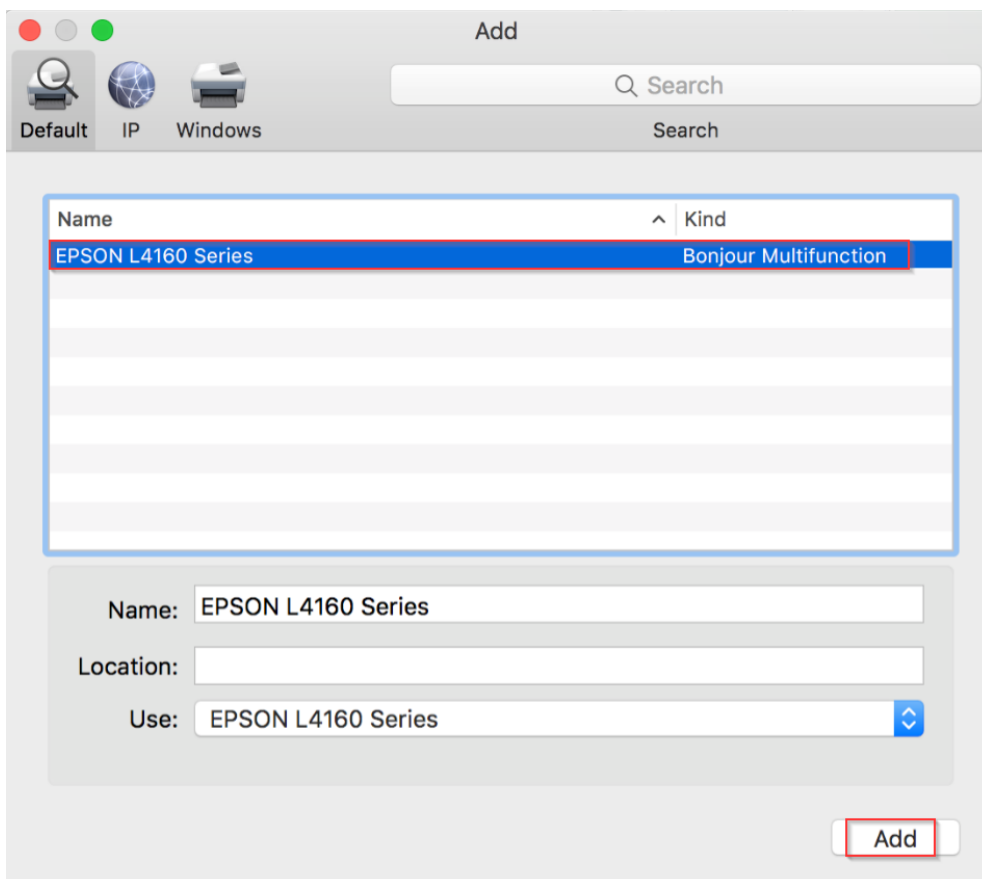 Add
Search
Default IP Windows
Search
Name Kind
EPSON L4160 Series Bonjour Multifunction
Name: EPSON L4160 Series
Location:
Use: EPSON L4160 Series
Add